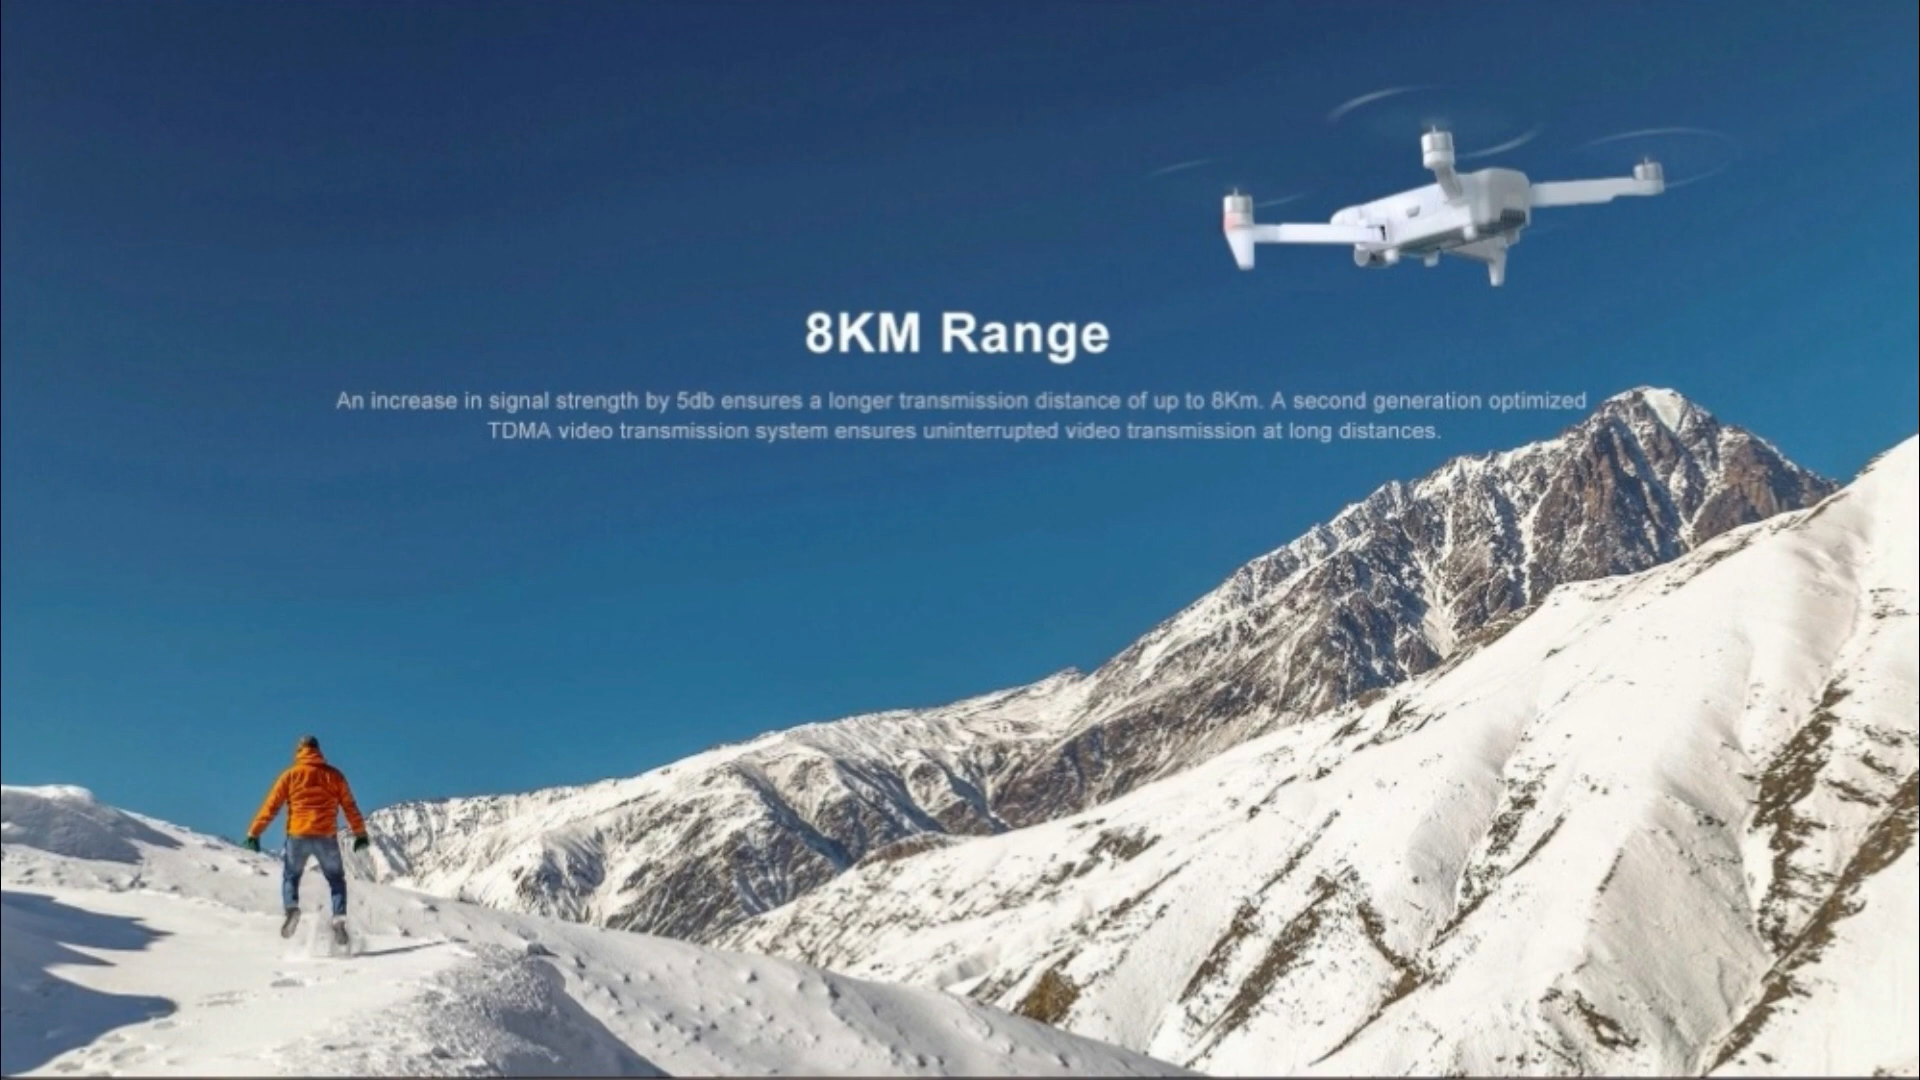 8KM Range
An increase in signal strength by 5db ensures a longer transmission distance of up to 8Km. A second generation optimized
TDMA video transmission system ensures uninterrupted video transmission at long distances.